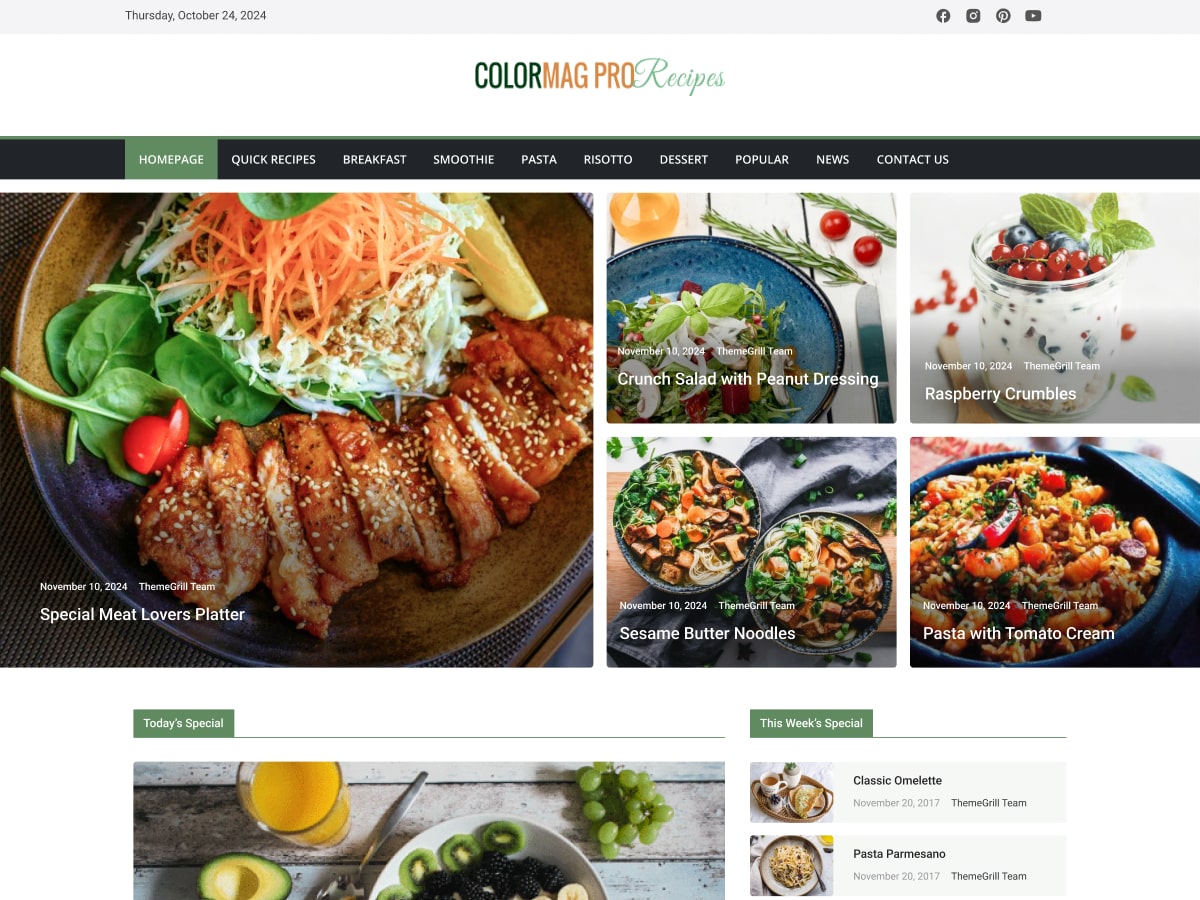 Thursday, October 24, 2024
COLORMAG PRO Recipes
HOMEPAGE QUICK RECIPES BREAKFAST SMOOTHIE PASTA RISOTTO DESSERT POPULAR NEWS CONTACT US
November 10, 2024 ThemeGrill Team
Special Meat Lovers Platter
November 10, 2024 ThemeGrill Team
Crunch Salad with Peanut Dressing
November 10, 2024 ThemeGrill Team
Raspberry Crumbles
November 10, 2024 ThemeGrill Team
Sesame Butter Noodles
November 10, 2024 ThemeGrill Team
Pasta with Tomato Cream
Today’s Special
This Week’s Special
Classic Omelette
November 20, 2017 ThemeGrill Team
Pasta Parmesano
November 20, 2017 ThemeGrill Team